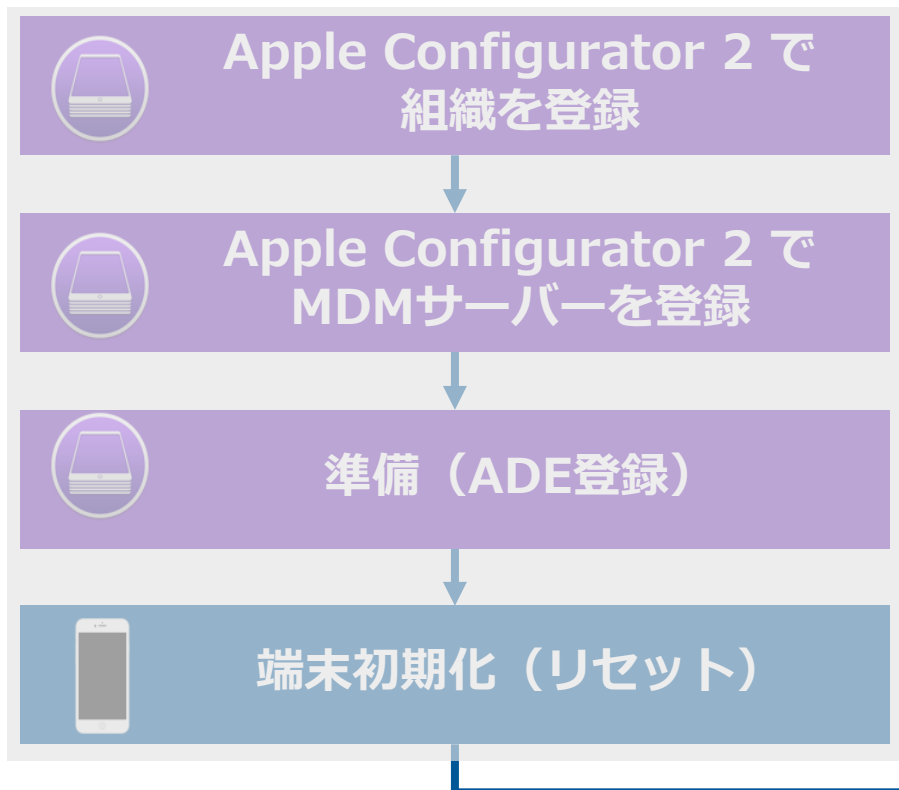 Apple Configurator 2 で
組織を登録
Apple Configurator 2 で
MDMサーバーを登録
準備（ADE登録）
端末初期化（リセット）